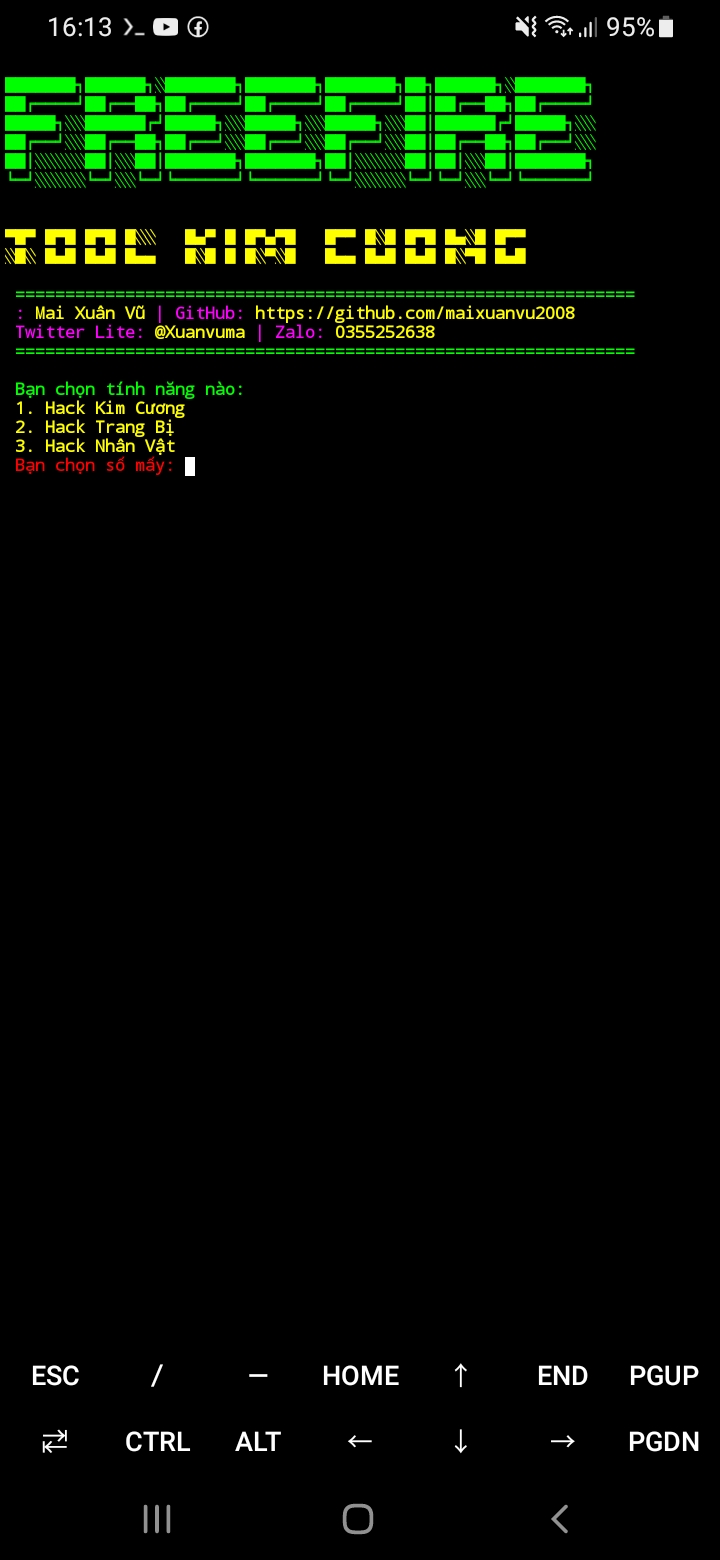 16:13 95%
FREEFIRE
TOOL KIM CUONG
==============================================================
: Mai Xuân Vũ | GitHub: https://github.com/maixuanvu2008
Twitter Lite: @Xuanvuma | Zalo: 0355252638
==============================================================
Bạn chọn tính năng nào:
1. Hack Kim Cương
2. Hack Trang Bị
3. Hack Nhân Vật
Bạn chọn số mấy:
ESC / — HOME ↑ END PGUP
CTRL ALT ← ↓ → PGDN